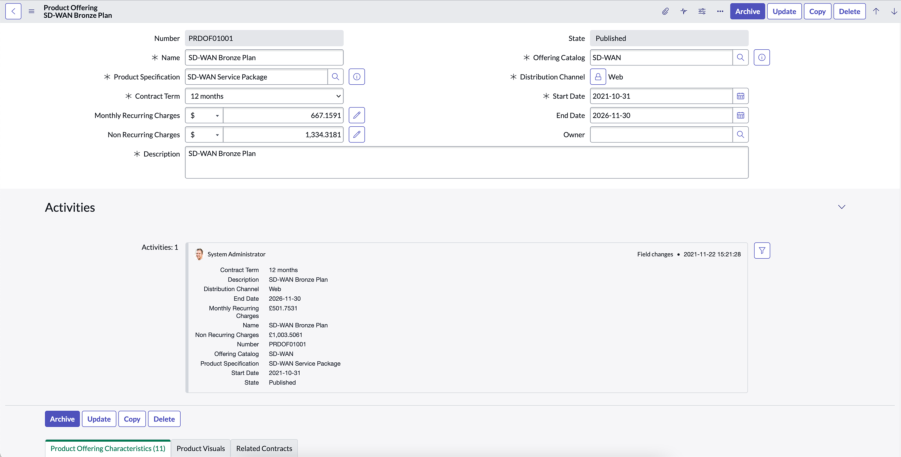 Product Offering
SD-WAN Bronze Plan
Archive Update Copy Delete
Number PRDOF01001
State Published
* Name SD-WAN Bronze Plan
* Offering Catalog SD-WAN
* Product Specification SD-WAN Service Package
* Distribution Channel Web
* Contract Term 12 months
* Start Date 2021-10-31
Monthly Recurring Charges $ 667.1591
End Date 2026-11-30
Non Recurring Charges $ 1,334.3181
Owner
* Description SD-WAN Bronze Plan
Activities
Activities: 1
System Administrator
Field changes • 2021-11-22 15:21:28
Contract Term 12 months
Description SD-WAN Bronze Plan
Distribution Channel Web
End Date 2026-11-30
Monthly Recurring £501.7531
Charges
Name SD-WAN Bronze Plan
Non Recurring Charges £1,003.5061
Number PRDOF01001
Offering Catalog SD-WAN
Product Specification SD-WAN Service Package
Start Date 2021-10-31
State Published
Archive Update Copy Delete
Product Offering Characteristics (11) Product Visuals Related Contracts